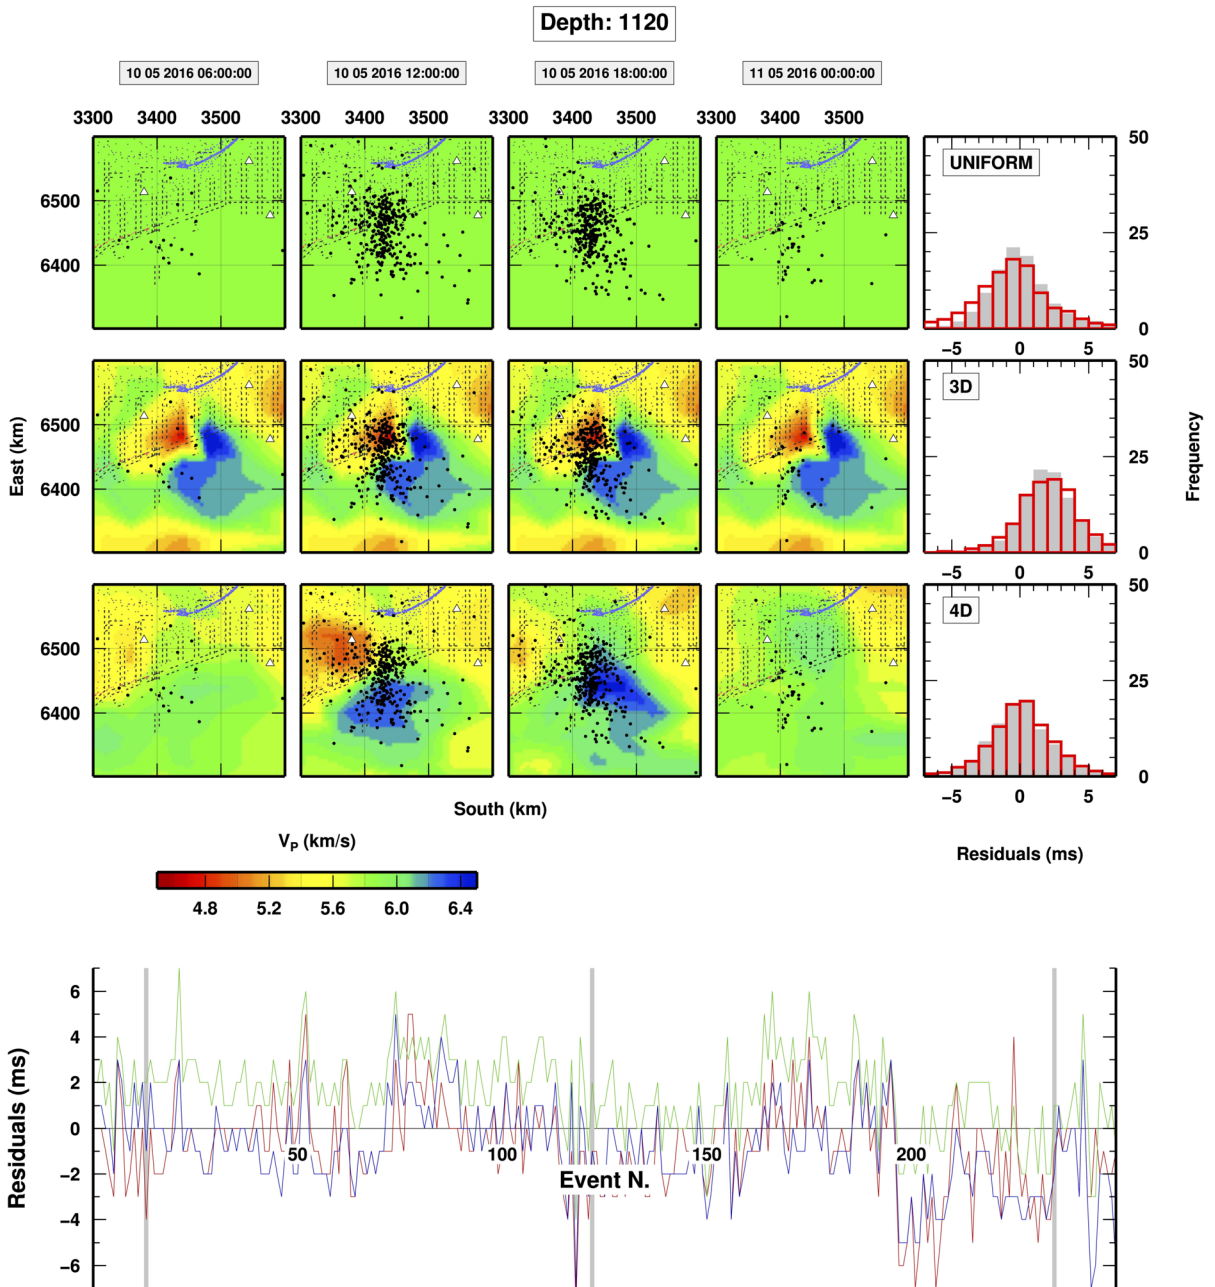 Depth: 1120
10 05 2016 06:00:00 10 05 2016 12:00:00 10 05 2016 18:00:00 11 05 2016 00:00:00
3300 3400 3500 3300 3400 3500 3300 3400 3500 3300 3400 3500
6500
6400
UNIFORM
50
25
0
−5 0 5
6500
6400
3D
50
25
0
−5 0 5
East (km)
Frequency
6500
6400
4D
50
25
0
−5 0 5
South (km)
Residuals (ms)
VP (km/s)
4.8 5.2 5.6 6.0 6.4
Residuals (ms)
6
4
2
0
−2
−4
−6
50 100 150 200
Event N.